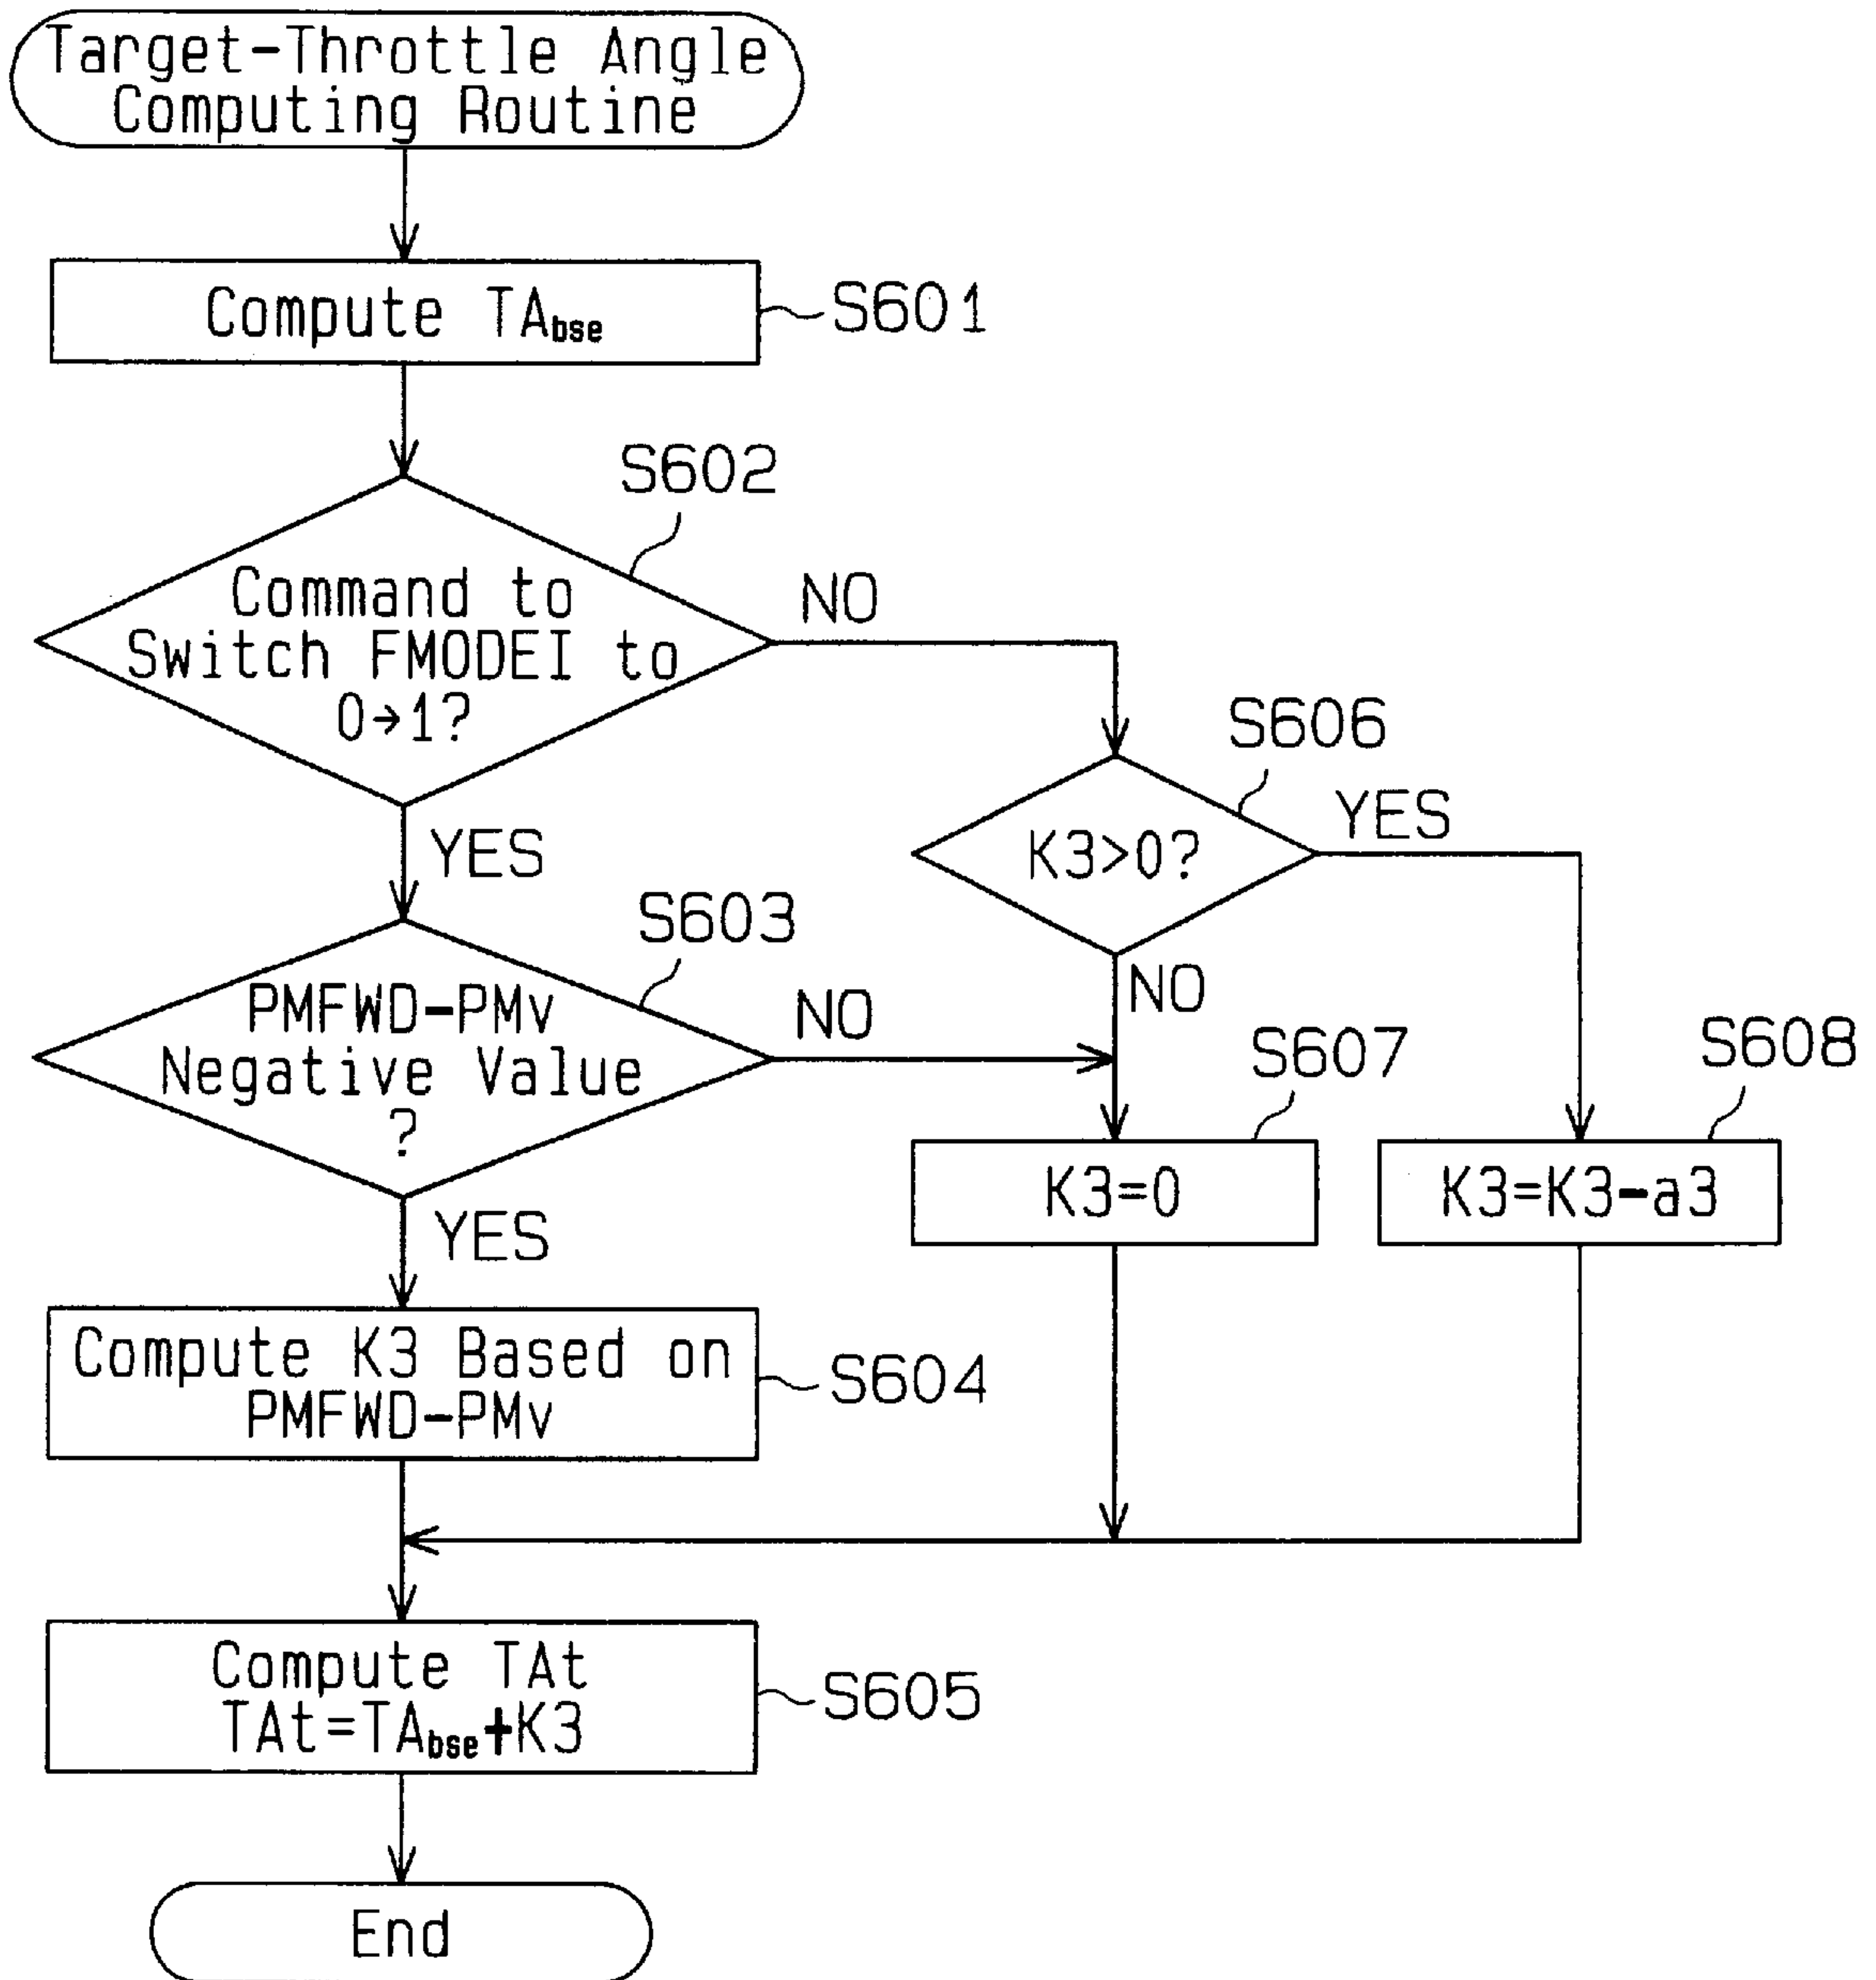 Target-Throttle Angle
Computing Routine
Compute TAbse
S601
S602
Command to
Switch FMODEI to
0→1?
NO
YES
S606
K3>0?
YES
NO
S603
PMFWD-PMv
Negative Value
?
NO
YES
S607
K3=0
S608
K3=K3-a3
Compute K3 Based on
PMFWD-PMv
S604
Compute TAt
TAt=TAbse+K3
S605
End